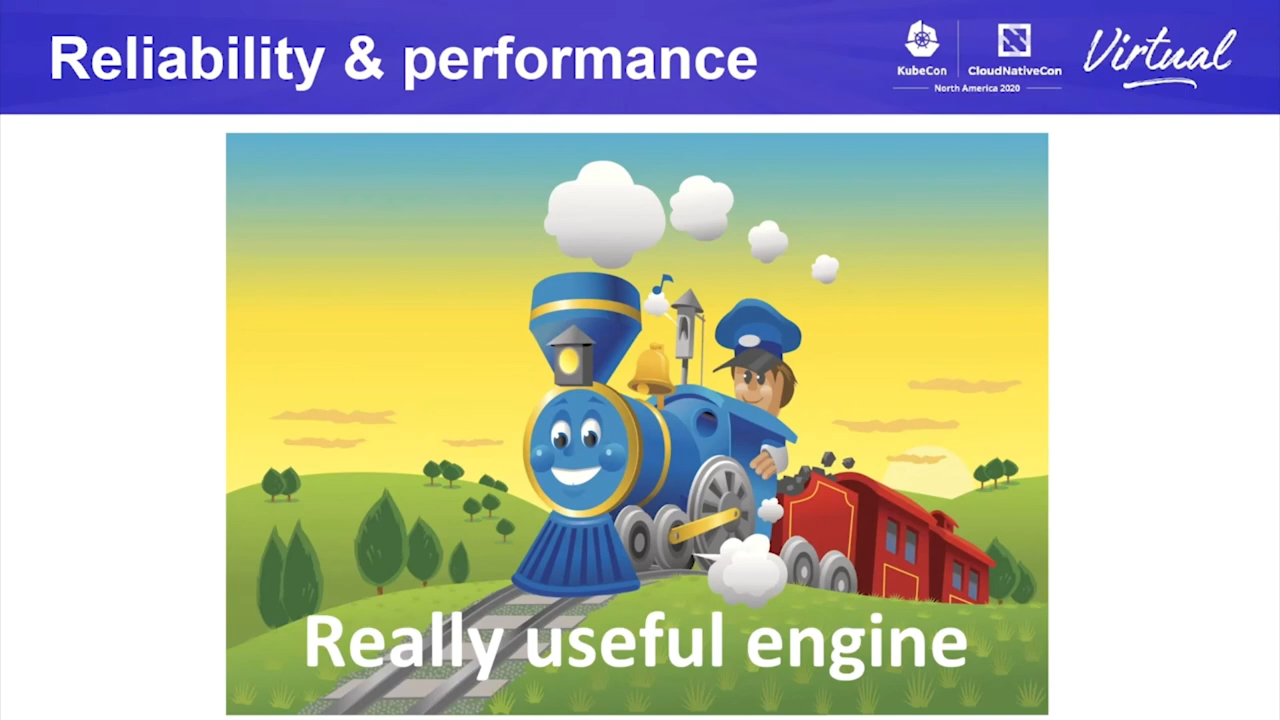 Reliability & performance
KubeCon
CloudNativeCon
North America 2020
Virtual
Really useful engine